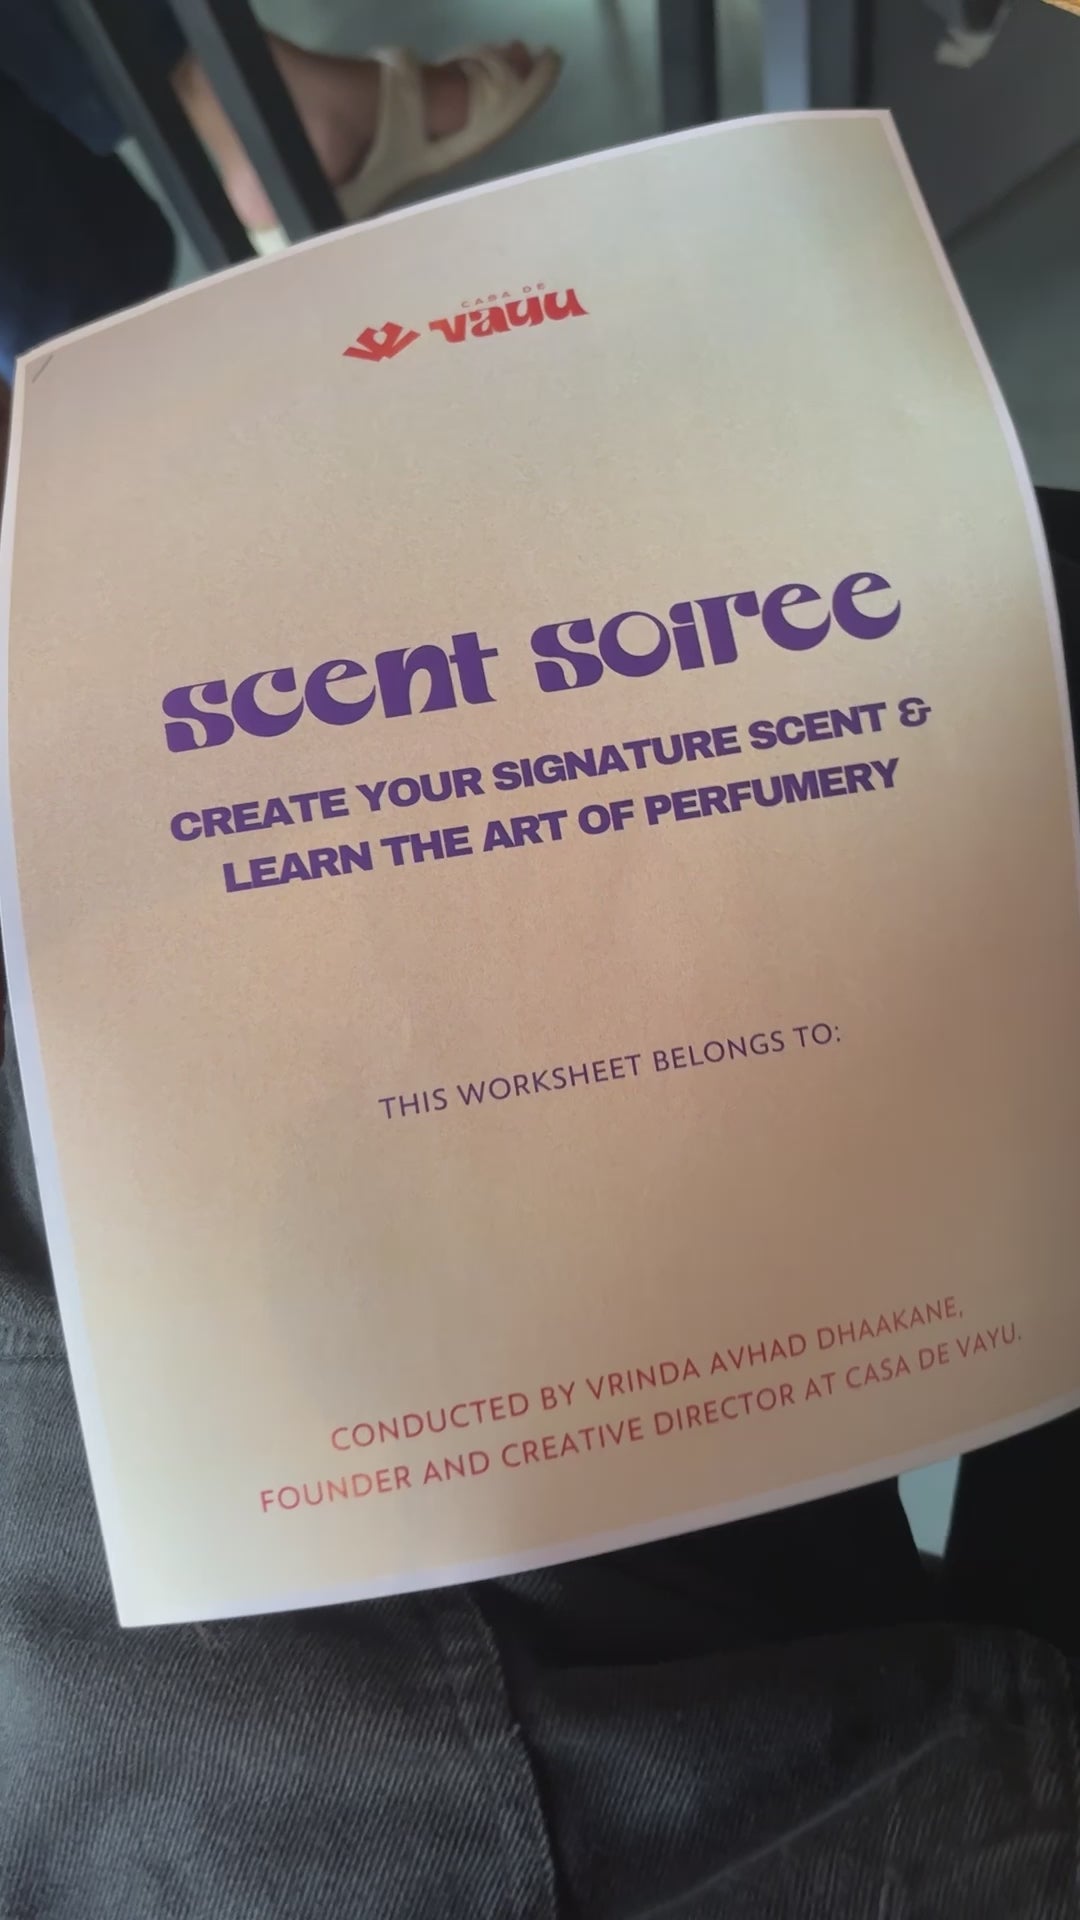 CASA DE
vayu
scent soiree
CREATE YOUR SIGNATURE SCENT &
LEARN THE ART OF PERFUMERY
THIS WORKSHEET BELONGS TO:
CONDUCTED BY VRINDA AVHAD DHAAKANE,
FOUNDER AND CREATIVE DIRECTOR AT CASA DE VAYU.